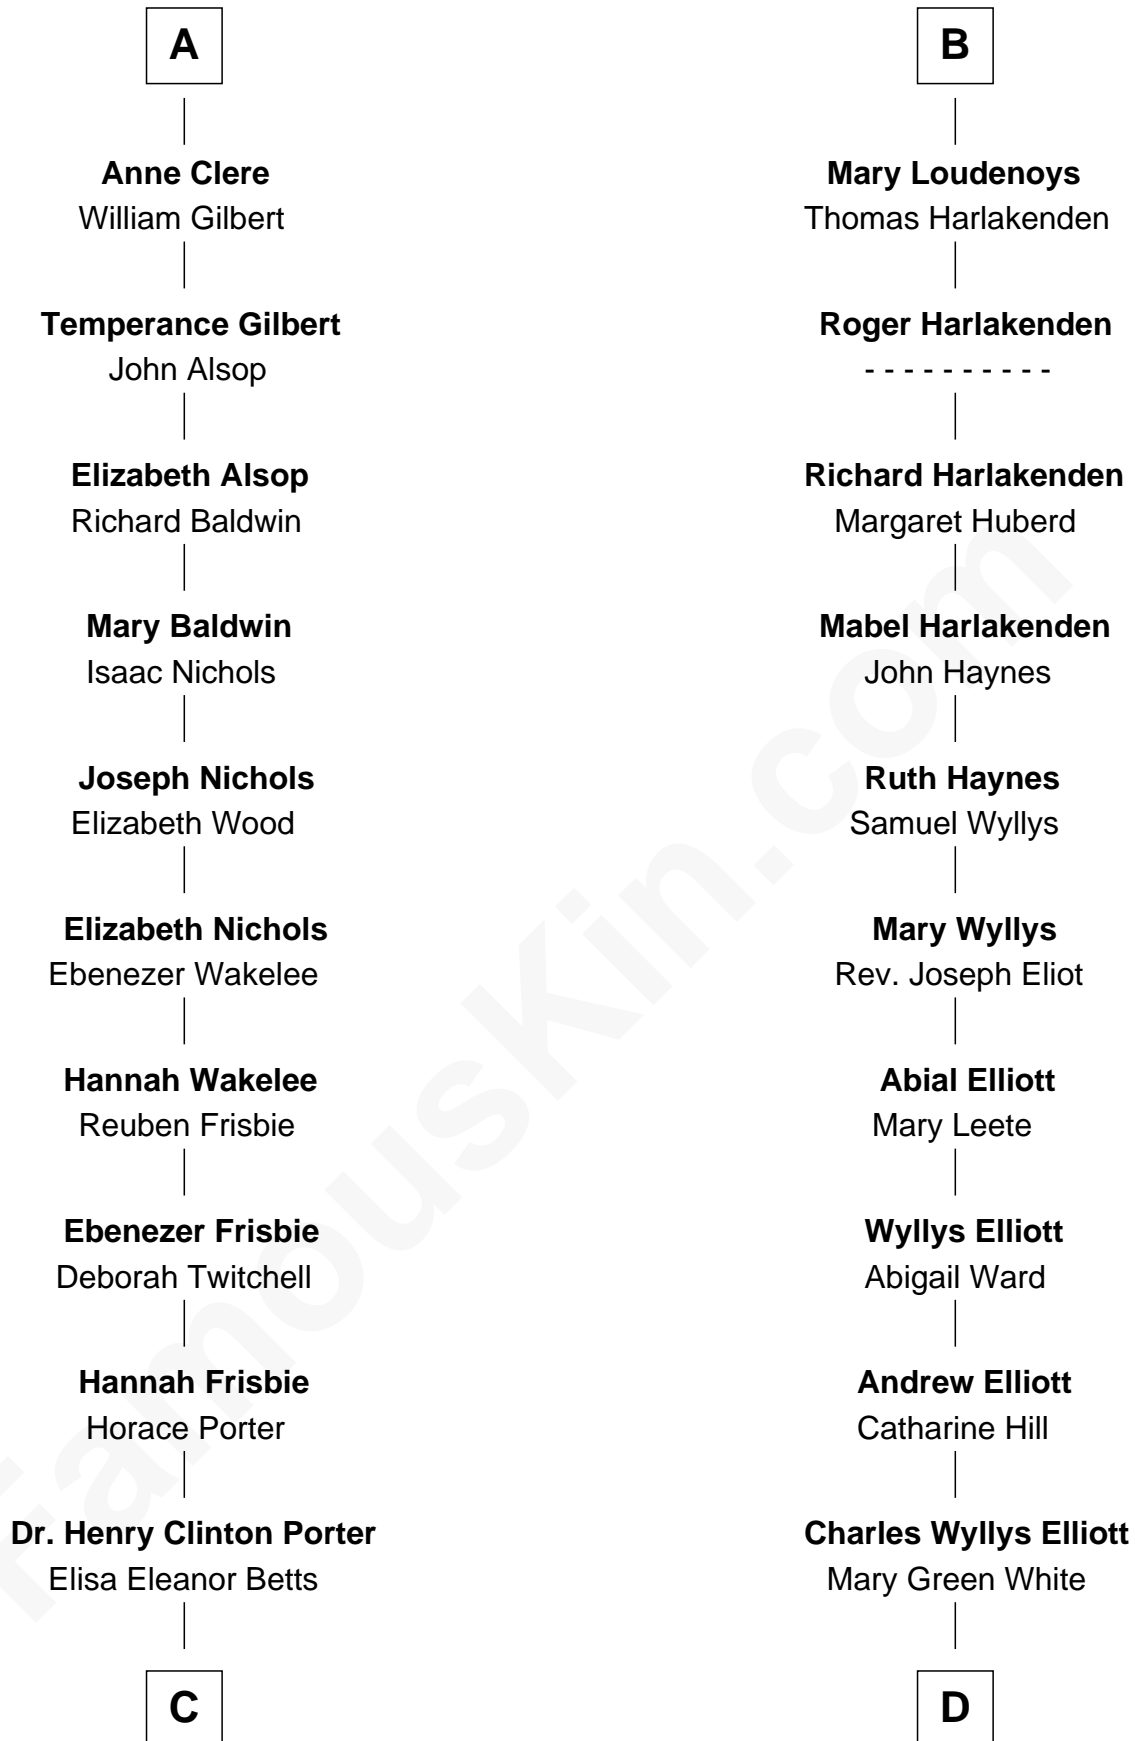 A
Anne Clere
William Gilbert
Temperance Gilbert
John Alsop
Elizabeth Alsop
Richard Baldwin
Mary Baldwin
Isaac Nichols
Joseph Nichols
Elizabeth Wood
Elizabeth Nichols
Ebenezer Wakelee
Hannah Wakelee
Reuben Frisbie
Ebenezer Frisbie
Deborah Twitchell
Hannah Frisbie
Horace Porter
Dr. Henry Clinton Porter
Elisa Eleanor Betts
C
B
Mary Loudenoys
Thomas Harlakenden
Roger Harlakenden
- - - - - - - - - -
Richard Harlakenden
Margaret Huberd
Mabel Harlakenden
John Haynes
Ruth Haynes
Samuel Wyllys
Mary Wyllys
Rev. Joseph Eliot
Abial Elliott
Mary Leete
Wyllys Elliott
Abigail Ward
Andrew Elliott
Catharine Hill
Charles Wyllys Elliott
Mary Green White
D
FamousKin.com